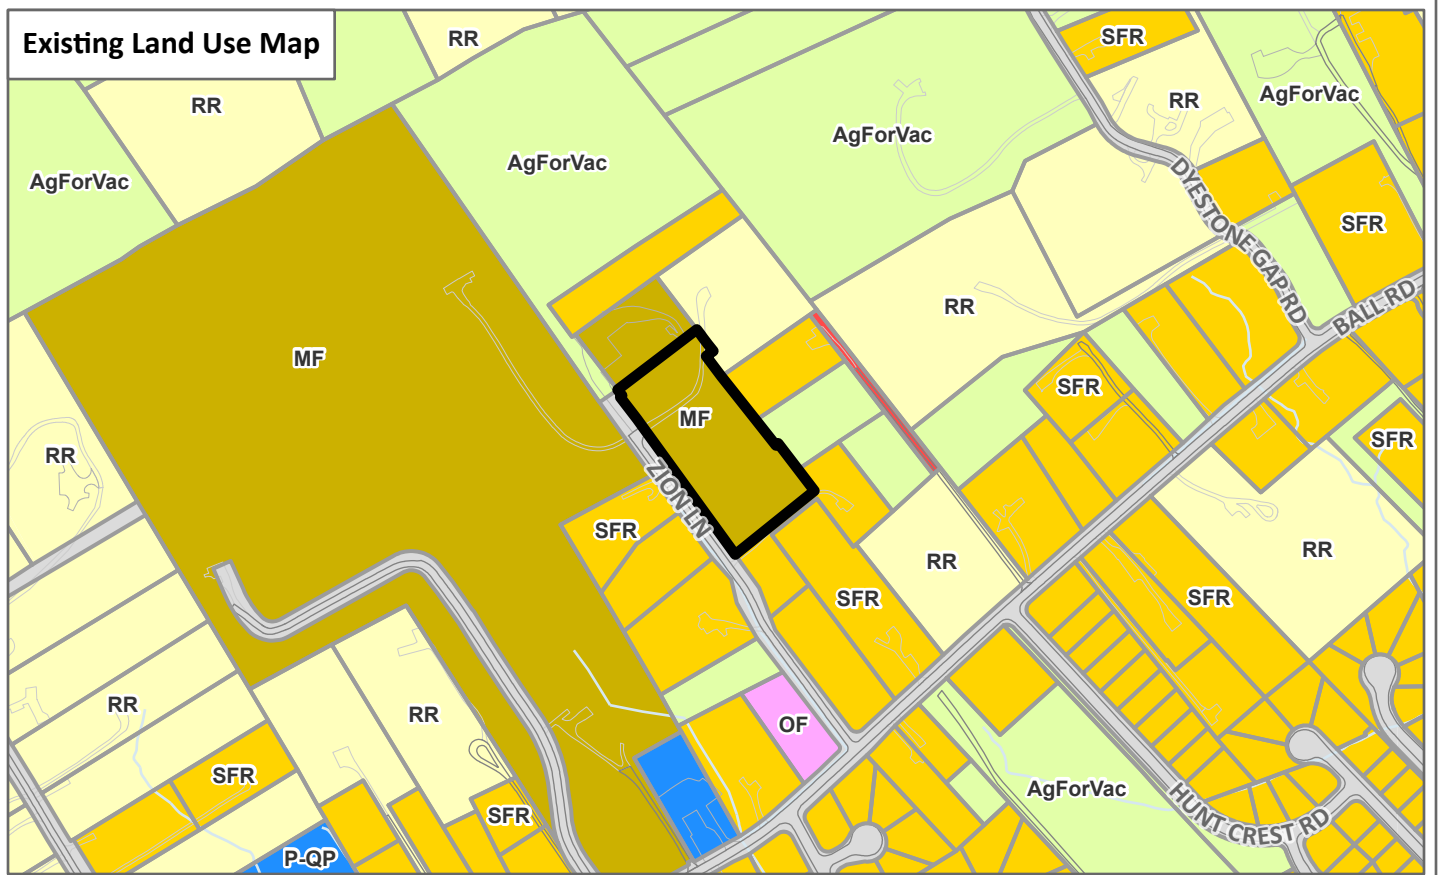 Existing Land Use Map
RR
SFR
RR
RR
AgForVac
AgForVac
AgForVac
AgForVac
DYESTONE GAP RD
SFR
RR
BALL RD
MF
SFR
MF
SFR
RR
ZION LN
SFR
RR
RR
SFR
SFR
RR
RR
OF
SFR
AgForVac
HUNT CREST RD
SFR
P-QP